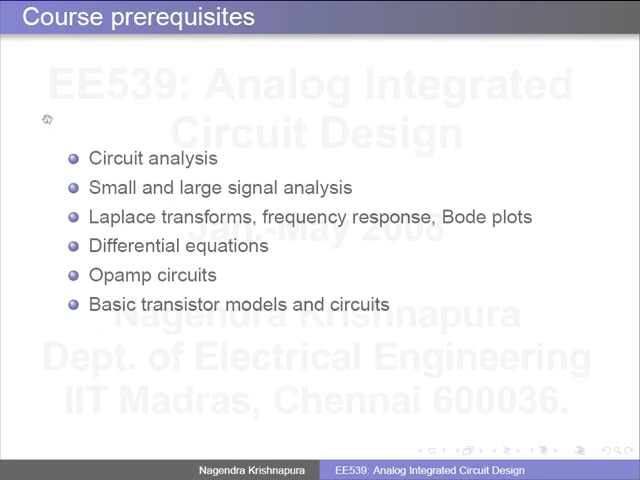 Course prerequisites
EE539: Analog Integrated
Circuit Design
Circuit analysis
Small and large signal analysis
Laplace transforms, frequency response, Bode plots
Jan.-May 2008
Differential equations
Opamp circuits
Basic transistor models and circuits
Nagendra Krishnapura
Dept. of Electrical Engineering
IIT Madras, Chennai 600036.
Nagendra Krishnapura EE539: Analog Integrated Circuit Design